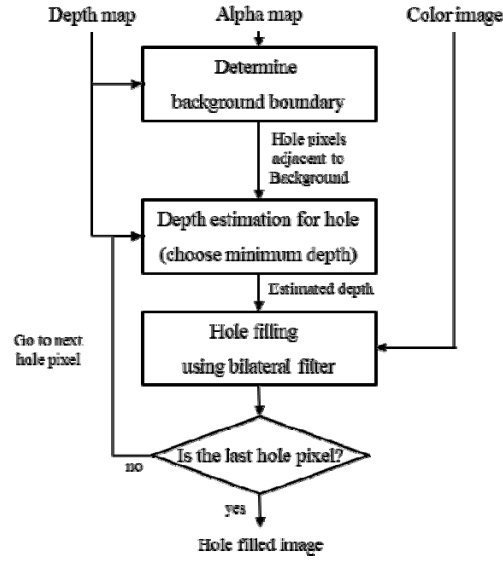 Depth map
Alpha map
Color image
Determine
background boundary
Hole pixels
adjacent to
Background
Depth estimation for hole
(choose minimum depth)
Estimated depth
Hole filling
using bilateral filter
Go to next
hole pixel
Is the last hole pixel?
no
yes
Hole filled image